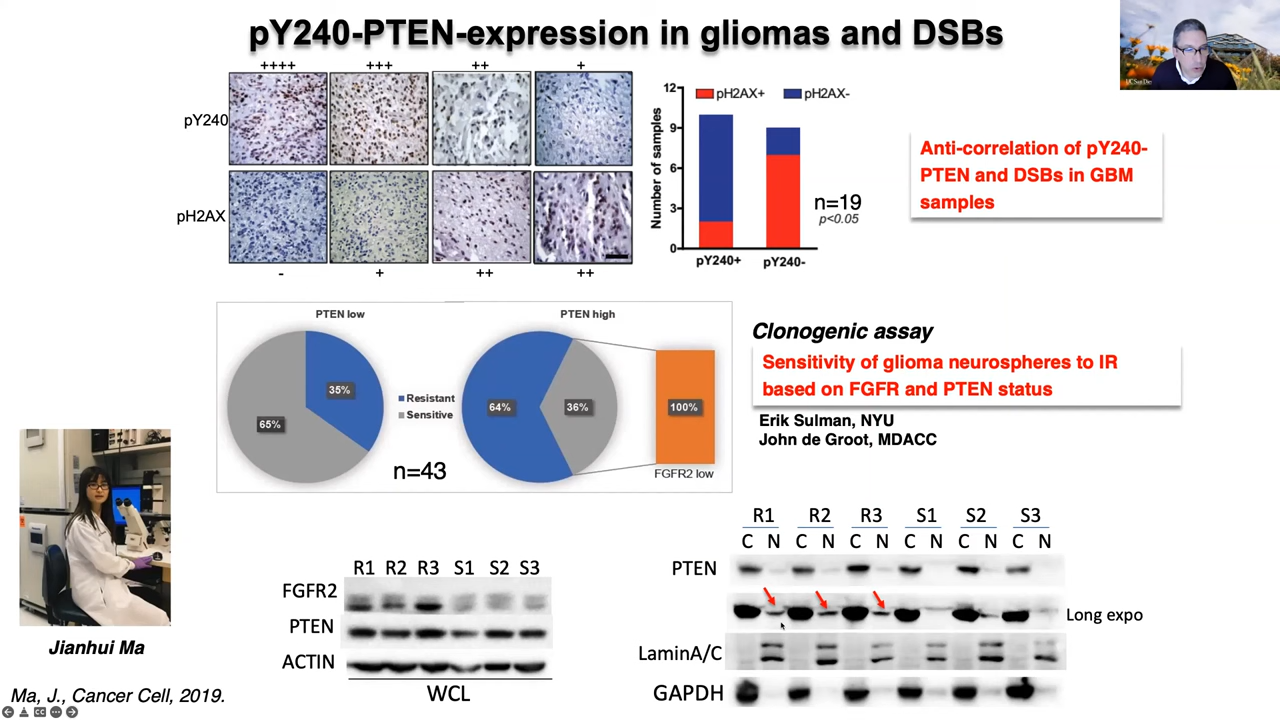 pY240-PTEN-expression in gliomas and DSBs
++++ +++ ++ +
pY240
pH2AX
- + ++ ++
pH2AX+ pH2AX-
Number of samples
12
9
6
3
0
pY240+ pY240-
n=19
p<0.05
Anti-correlation of pY240-
PTEN and DSBs in GBM
samples
PTEN low
35%
65%
Resistant
Sensitive
n=43
PTEN high
64%
36%
100%
FGFR2 low
Clonogenic assay
Sensitivity of glioma neurospheres to IR
based on FGFR and PTEN status
Erik Sulman, NYU
John de Groot, MDACC
Jianhui Ma
R1 R2 R3 S1 S2 S3
FGFR2
PTEN
ACTIN
WCL
R1 R2 R3 S1 S2 S3
C N C N C N C N C N C N
PTEN
Long expo
LaminA/C
GAPDH
Ma, J., Cancer Cell, 2019.